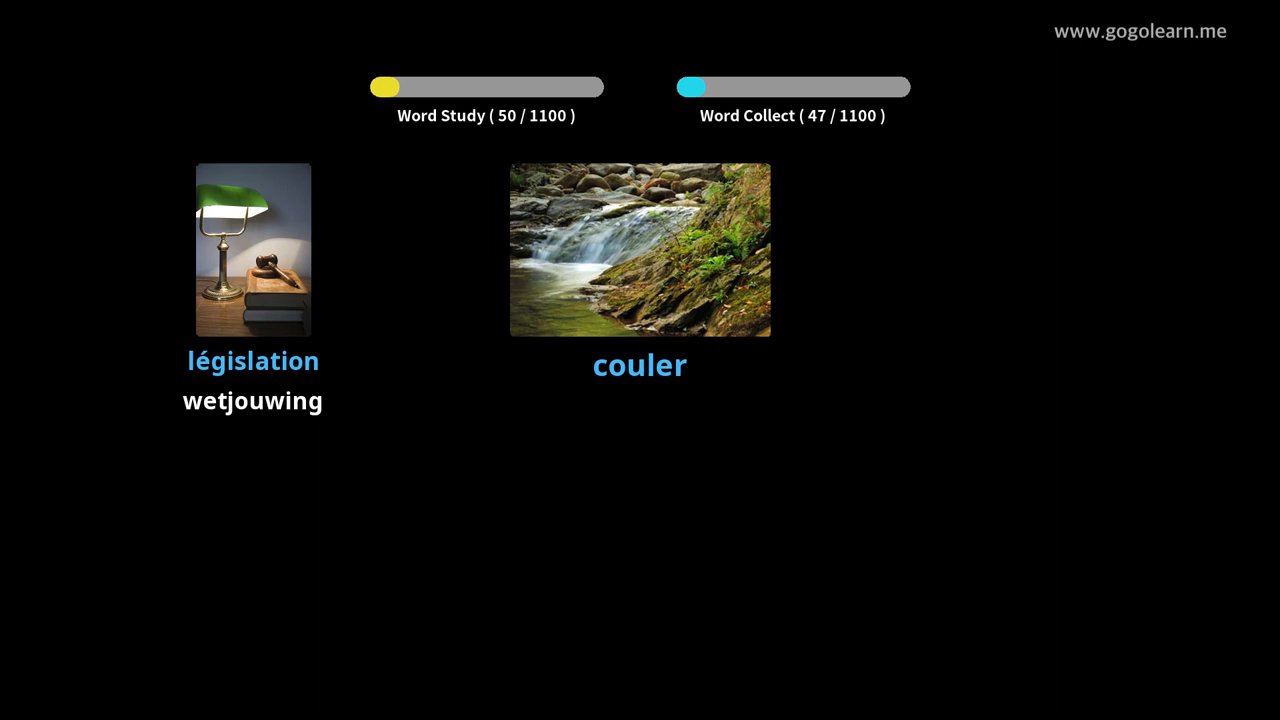 www.gogolearn.me
Word Study ( 50 / 1100 )
Word Collect ( 47 / 1100 )
législation
wetjouwing
couler